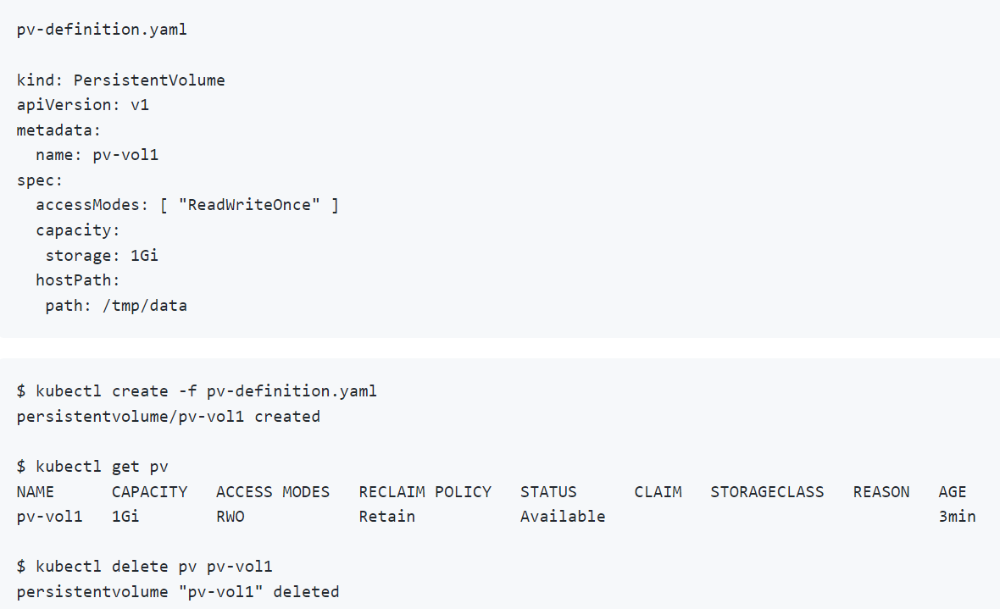 pv-definition.yaml
kind: PersistentVolume
apiVersion: v1
metadata:
  name: pv-vol1
spec:
  accessModes: [ "ReadWriteOnce" ]
  capacity:
   storage: 1Gi
  hostPath:
   path: /tmp/data
$ kubectl create -f pv-definition.yaml
persistentvolume/pv-vol1 created
$ kubectl get pv
NAME      CAPACITY   ACCESS MODES   RECLAIM POLICY   STATUS      CLAIM   STORAGECLASS   REASON   AGE
pv-vol1   1Gi        RWO            Retain           Available                                   3min
$ kubectl delete pv pv-vol1
persistentvolume "pv-vol1" deleted